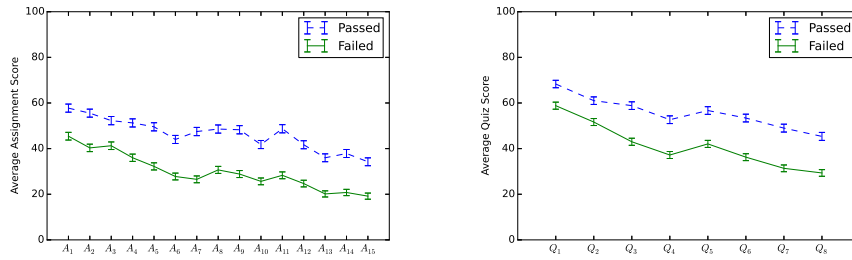 100
80
60
40
20
0
Average Assignment Score
Passed
Failed
A1 A2 A3 A4 A5 A6 A7 A8 A9 A10 A11 A12 A13 A14 A15
100
80
60
40
20
0
Average Quiz Score
Passed
Failed
Q1 Q2 Q3 Q4 Q5 Q6 Q7 Q8